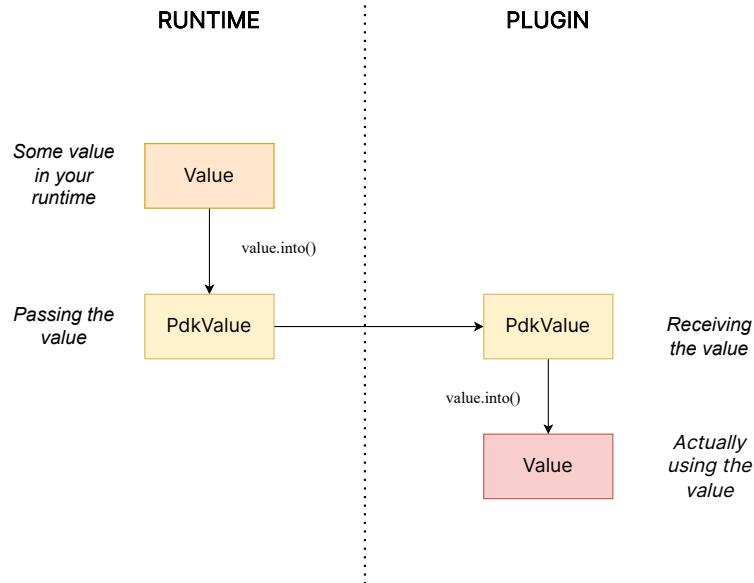 RUNTIME
PLUGIN
Some value
in your
runtime
Value
value.into()
Passing the
value
PdkValue
PdkValue
Receiving
the value
value.into()
Value
Actually
using the
value